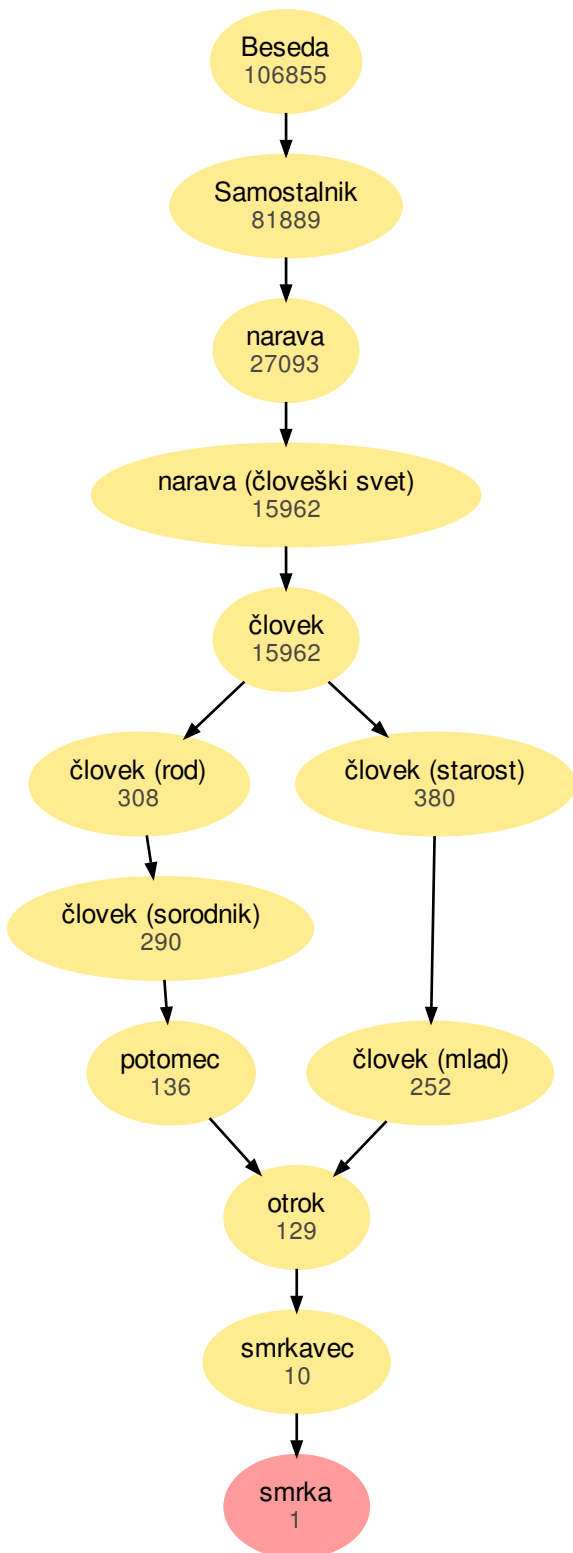 Beseda
106855
Samostalnik
81889
narava
27093
narava (človeški svet)
15962
človek
15962
človek (rod)
308
človek (starost)
380
človek (sorodnik)
290
potomec
136
človek (mlad)
252
otrok
129
smrkavec
10
smrka
1